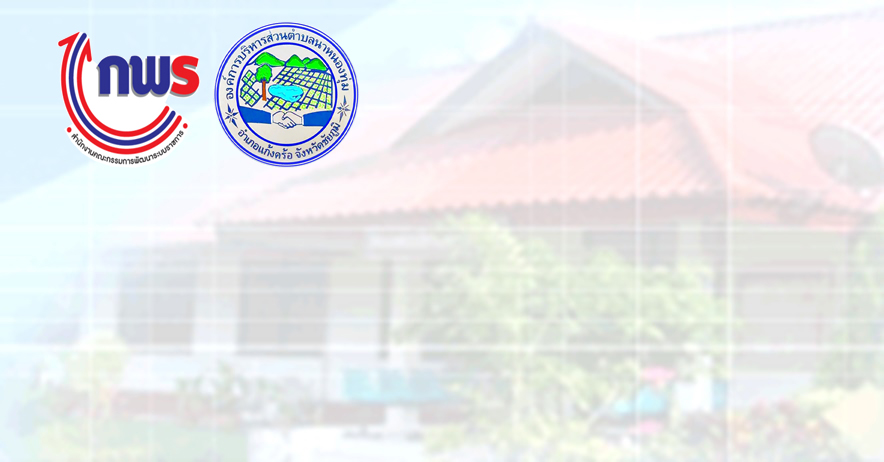 กพร
สำนักงานคณะกรรมการพัฒนาระบบราชการ
องค์การบริหารส่วนตำบลนาหนองทุ่ม
อำเภอแก้งคร้อ จังหวัดชัยภูมิ